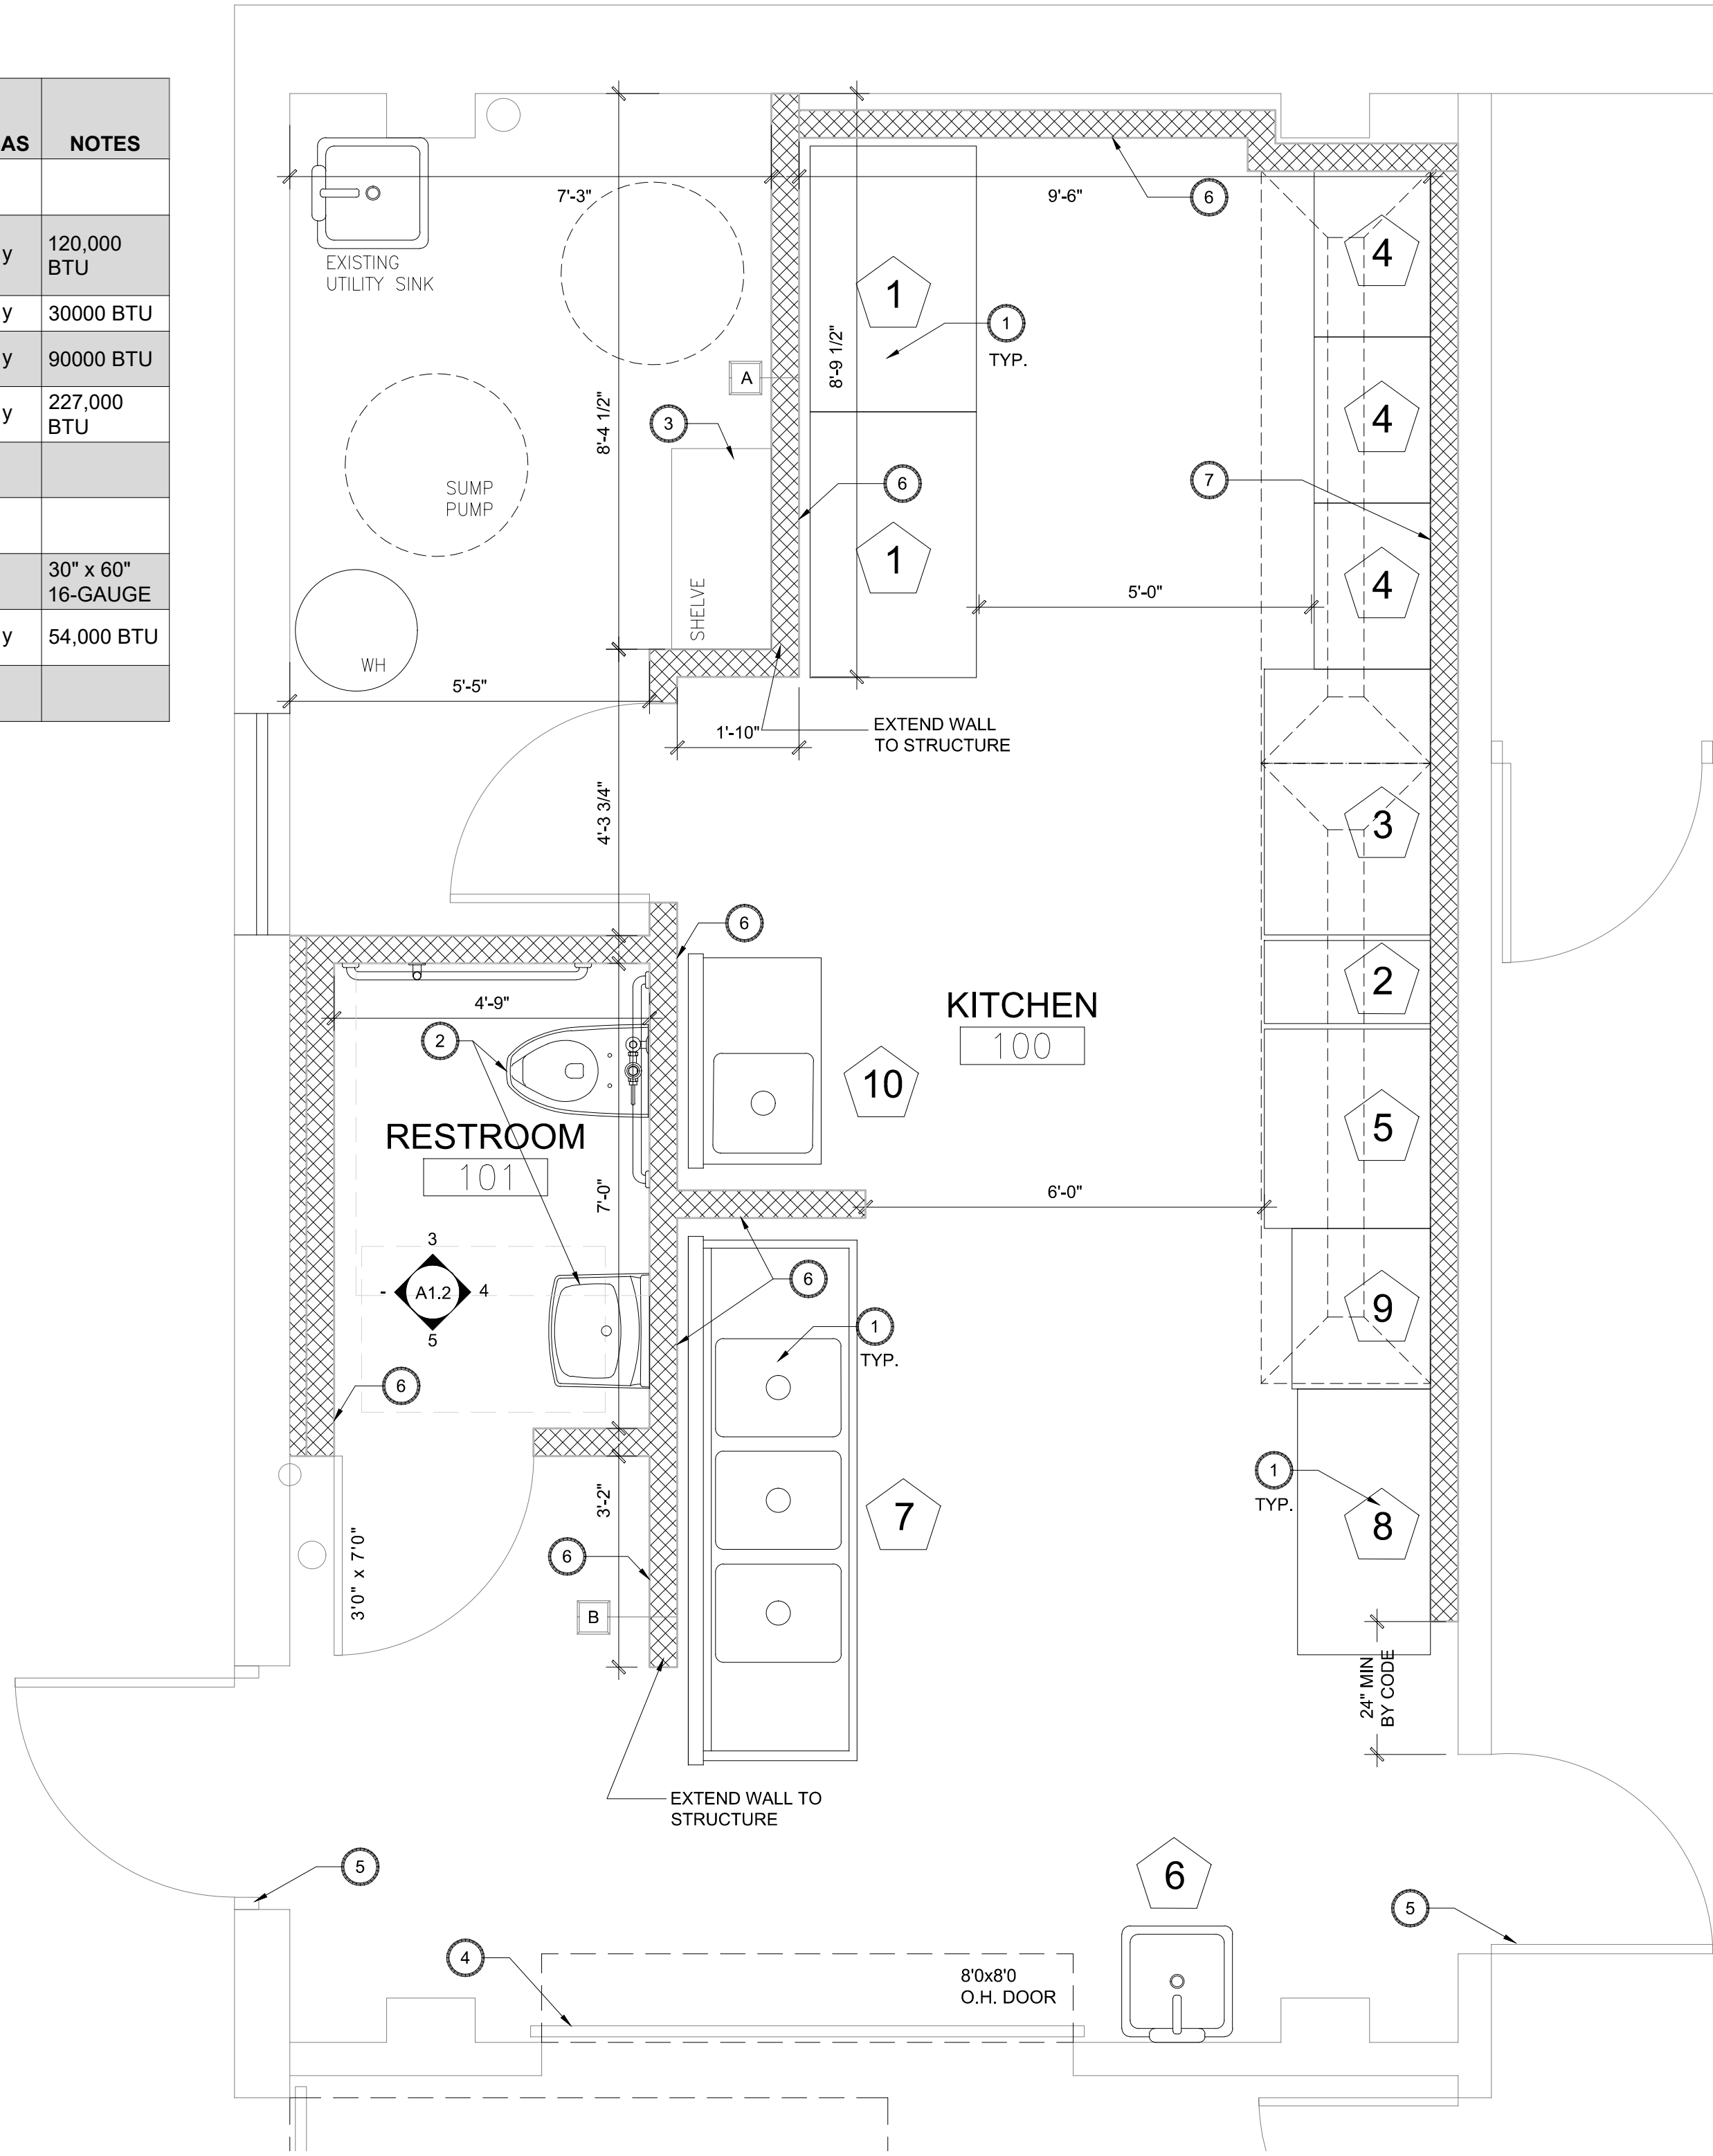 AS NOTES
y 120,000
BTU
y 30000 BTU
y 90000 BTU
y 227,000
BTU
30" x 60"
16-GAUGE
y 54,000 BTU
7'-3"
9'-6"
6
4
EXISTING
UTILITY SINK
1
1
TYP.
8'-9 1/2"
A
4
3
8'-4 1/2"
6
7
SUMP
PUMP
1
4
5'-0"
SHELVE
WH
5'-5"
1'-10"
EXTEND WALL
TO STRUCTURE
4'-3 3/4"
3
6
2
4'-9"
KITCHEN
100
2
10
5
RESTROOM
101
7'-0"
6'-0"
3
- A1.2 4
5
6
9
1
TYP.
6
1
TYP.
3'-2"
7
8
3'0" x 7'0"
6
B
24" MIN
BY CODE
EXTEND WALL TO
STRUCTURE
5
6
5
4
8'0x8'0
O.H. DOOR